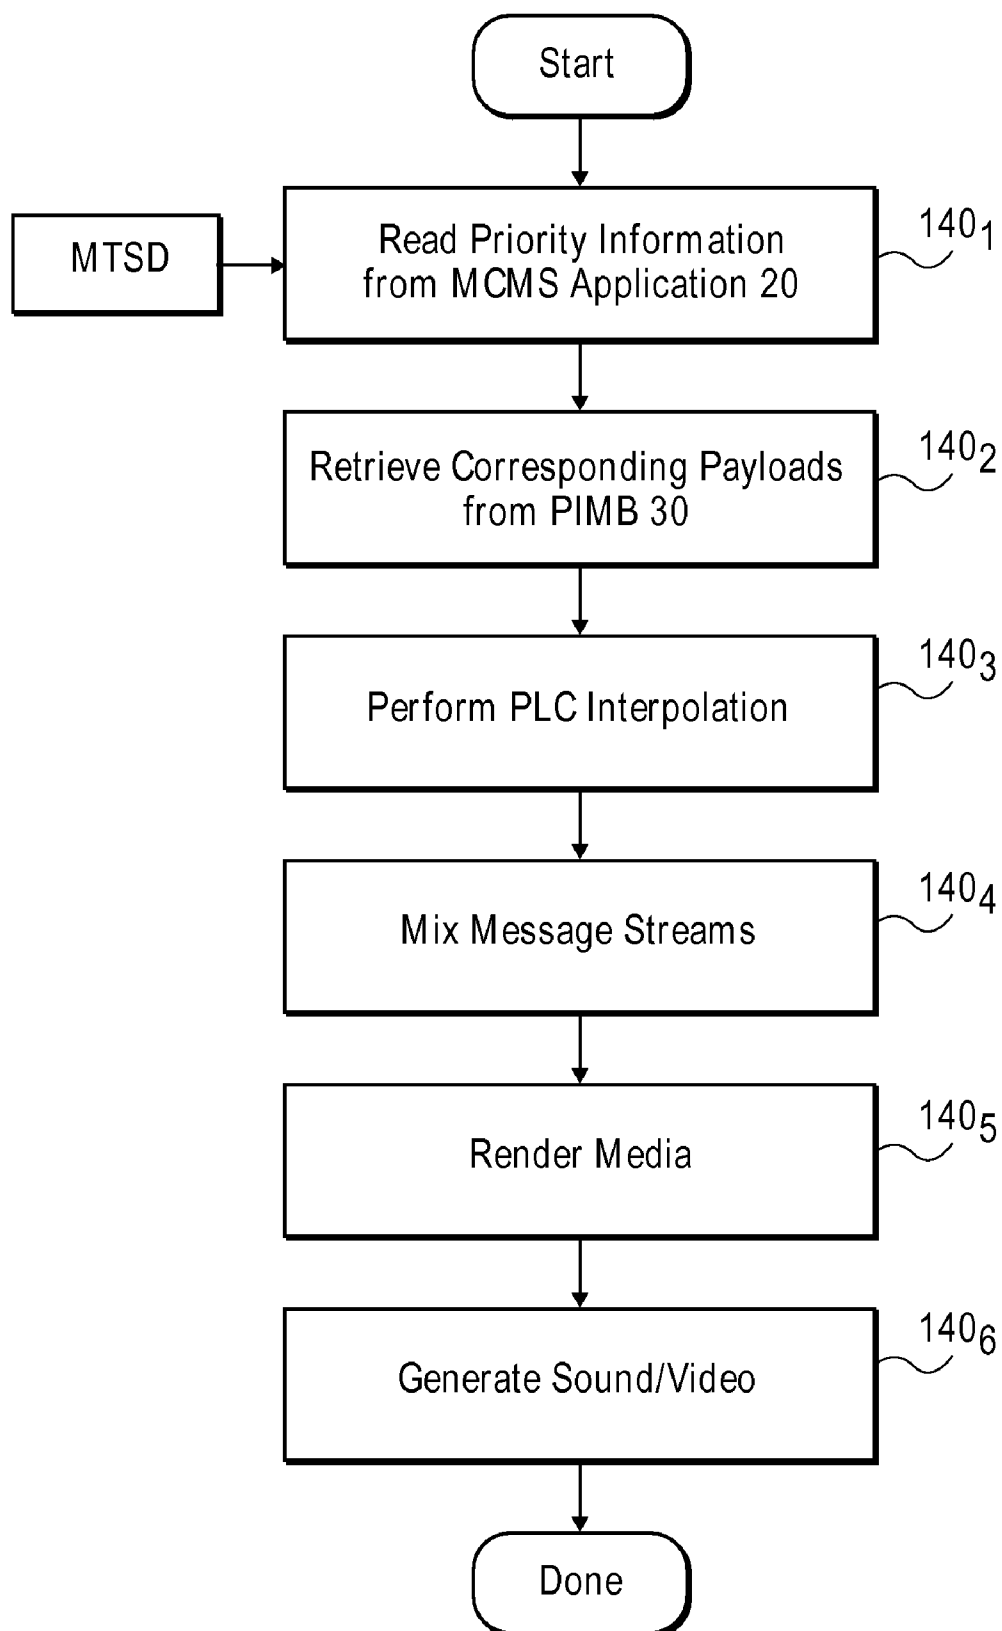 Start
MTSD
Read Priority Information
from MCMS Application 20
140₁
Retrieve Corresponding Payloads
from PIMB 30
140₂
Perform PLC Interpolation
140₃
Mix Message Streams
140₄
Render Media
140₅
Generate Sound/Video
140₆
Done